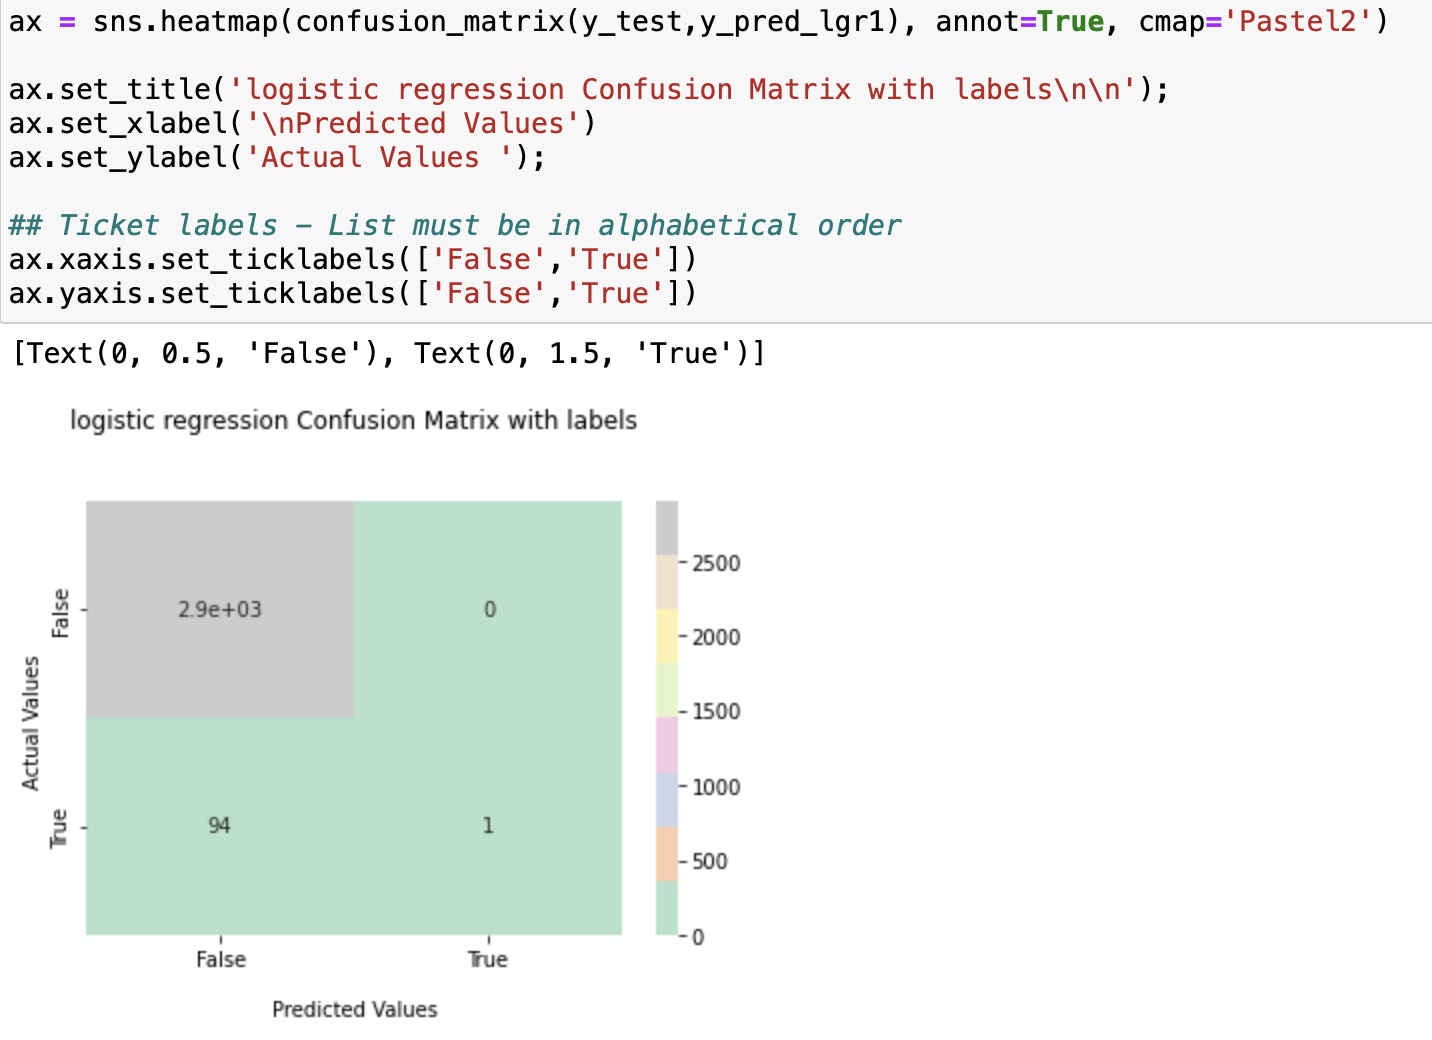 ax = sns.heatmap(confusion_matrix(y_test,y_pred_lgr1), annot=True, cmap='Pastel2')
ax.set_title('logistic regression Confusion Matrix with labels\n\n');
ax.set_xlabel('\nPredicted Values')
ax.set_ylabel('Actual Values ');
## Ticket labels – List must be in alphabetical order
ax.xaxis.set_ticklabels(['False','True'])
ax.yaxis.set_ticklabels(['False','True'])
[Text(0, 0.5, 'False'), Text(0, 1.5, 'True')]
logistic regression Confusion Matrix with labels
Actual Values
False
True
2.9e+03
0
94
1
False
True
Predicted Values
2500
2000
1500
1000
500
0